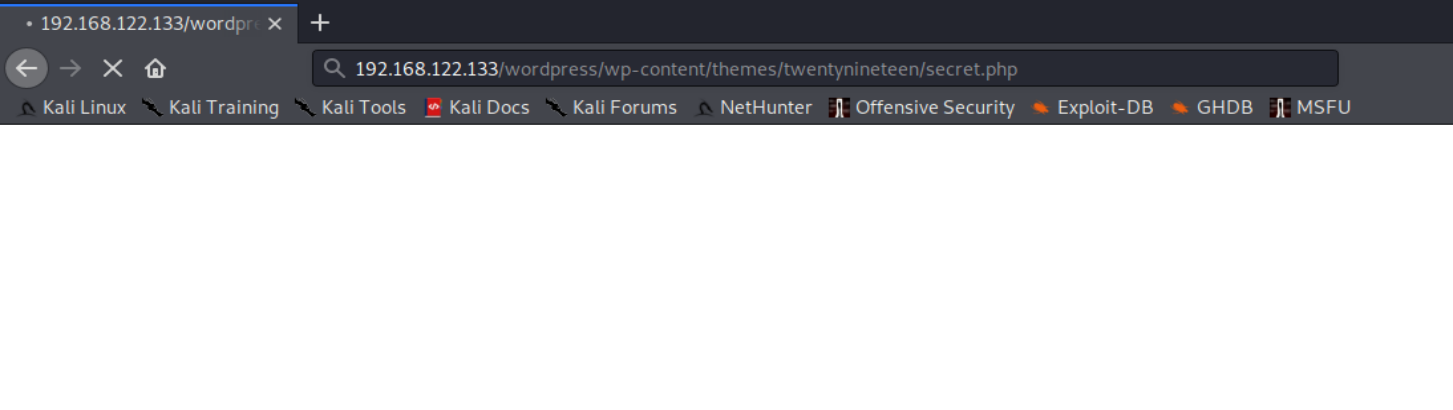 192.168.122.133/wordpre
192.168.122.133/wordpress/wp-content/themes/twentynineteen/secret.php
Kali Linux Kali Training Kali Tools Kali Docs Kali Forums NetHunter Offensive Security Exploit-DB GHDB MSFU